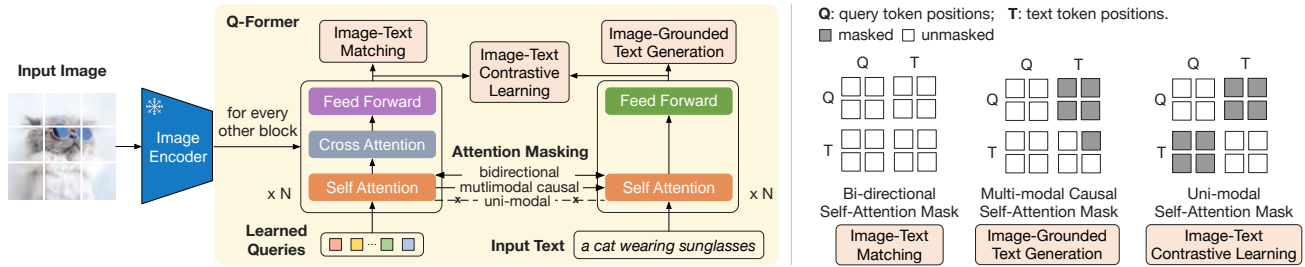 Q-Former
Input Image
Image
Encoder
for every
other block
Image-Text
Matching
Image-Text
Contrastive
Learning
Image-Grounded
Text Generation
Feed Forward
Cross Attention
Self Attention
x N
Feed Forward
Self Attention
x N
Attention Masking
bidirectional
mutlimodal causal
uni-modal
Learned
Queries
...
Input Text
a cat wearing sunglasses
Q: query token positions; T: text token positions.
masked unmasked
Q T
Q
T
Bi-directional
Self-Attention Mask
Image-Text
Matching
Q T
Q
T
Multi-modal Causal
Self-Attention Mask
Image-Grounded
Text Generation
Q T
Q
T
Uni-modal
Self-Attention Mask
Image-Text
Contrastive Learning